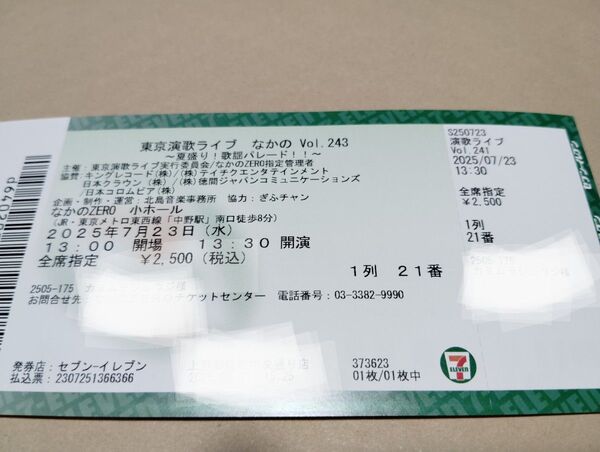 東京演歌ライブ なかの Vol.243
~夏盛り!歌謡パレード!!~
主催:東京演歌ライブ実行委員会/なかのZERO指定管理者
協賛:キングレコード(株)/(株)テイチクエンタテインメント
日本クラウン(株)/(株)徳間ジャパンコミュニケーションズ
/日本コロムビア(株)
企画・制作・運営:北島音楽事務所 協力:ぎふチャン
なかのZERO 小ホール
(JR・東京メトロ東西線「中野駅」南口徒歩8分)
2025年7月23日(水)
13:00 開場 13:30 開演
全席指定 ¥2,500(税込)
1列 21番
2505-175
お問合せ先: チケットセンター 電話番号:03-3382-9990
発券店:セブン-イレブン
払込票:2307251366366
373623
01枚/01枚中
7
ELEVEN
S250723
演歌ライブ
Vol.241
2025/07/23
13:30
全席指定
¥2,500
1列
21番
2505-175